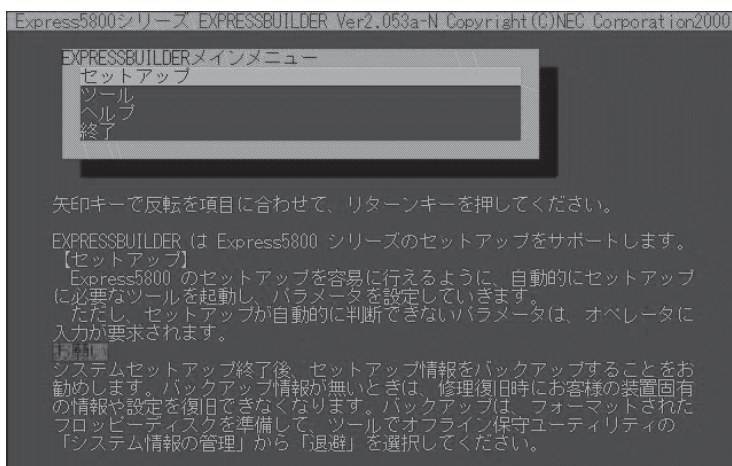 Express5800シリーズ EXPRESSBUILDER Ver2.053a-N Copyright(C)NEC Corporation2000
EXPRESSBUILDERメインメニュー
セットアップ
ツール
ヘルプ
終了
矢印キーで反転を項目に合わせて、リターンキーを押してください。
EXPRESSBUILDER は Express5800 シリーズのセットアップをサポートします。
【セットアップ】
Express5800 のセットアップを容易に行えるように、自動的にセットアップ
に必要なツールを起動し、パラメータを設定していきます。
ただし、セットアップが自動的に判断できないパラメータは、オペレータに
入力が要求されます。
お願い
システムセットアップ終了後、セットアップ情報をバックアップすることをお
勧めします。バックアップ情報が無いときは、修理復旧時にお客様の装置固有
の情報や設定を復旧できなくなります。バックアップは、フォーマットされた
フロッピーディスクを準備して、ツールでオフライン保守ユーティリティの
「システム情報の管理」から「退避」を選択してください。